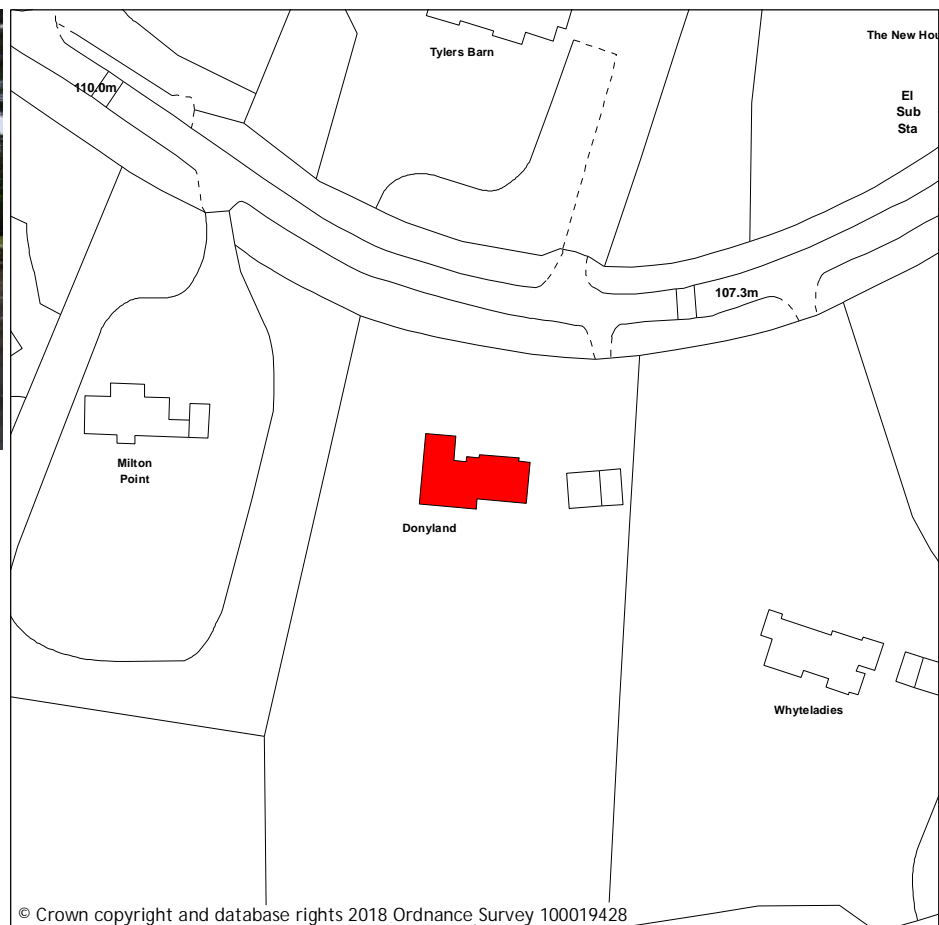 Tylers Barn
The New Hou
110.0m
El
Sub
Sta
107.3m
Milton
Point
Donyland
Whyteladies
© Crown copyright and database rights 2018 Ordnance Survey 100019428